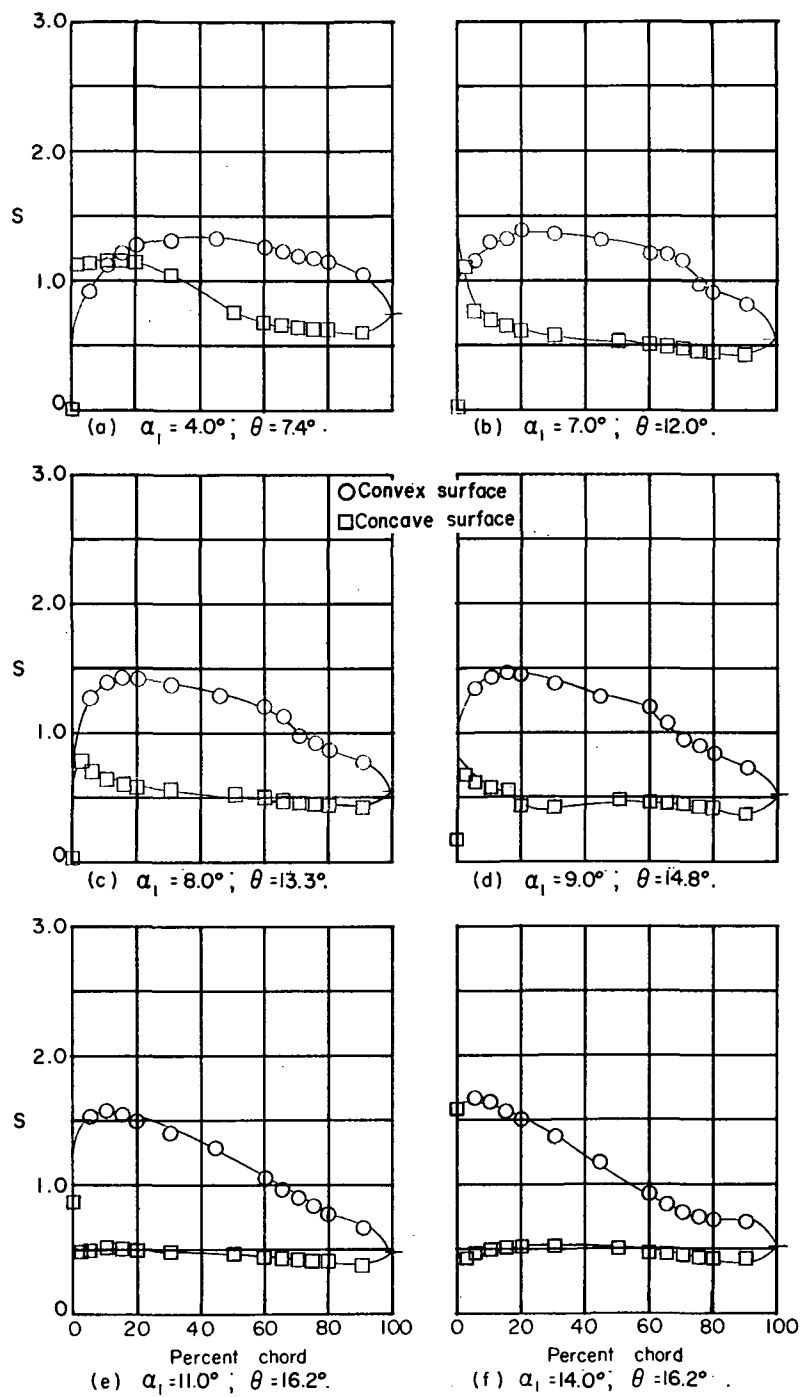 3.0
2.0
S
1.0
0
(a) α₁ = 4.0°; θ = 7.4°.
(b) α₁ = 7.0°; θ = 12.0°.
3.0
○ Convex surface
□ Concave surface
2.0
S
1.0
0
(c) α₁ = 8.0°; θ = 13.3°.
(d) α₁ = 9.0°; θ = 14.8°.
3.0
2.0
S
1.0
0
0 20 40 60 80 100
0 20 40 60 80 100
Percent chord
Percent chord
(e) α₁ = 11.0°; θ = 16.2°.
(f) α₁ = 14.0°; θ = 16.2°.